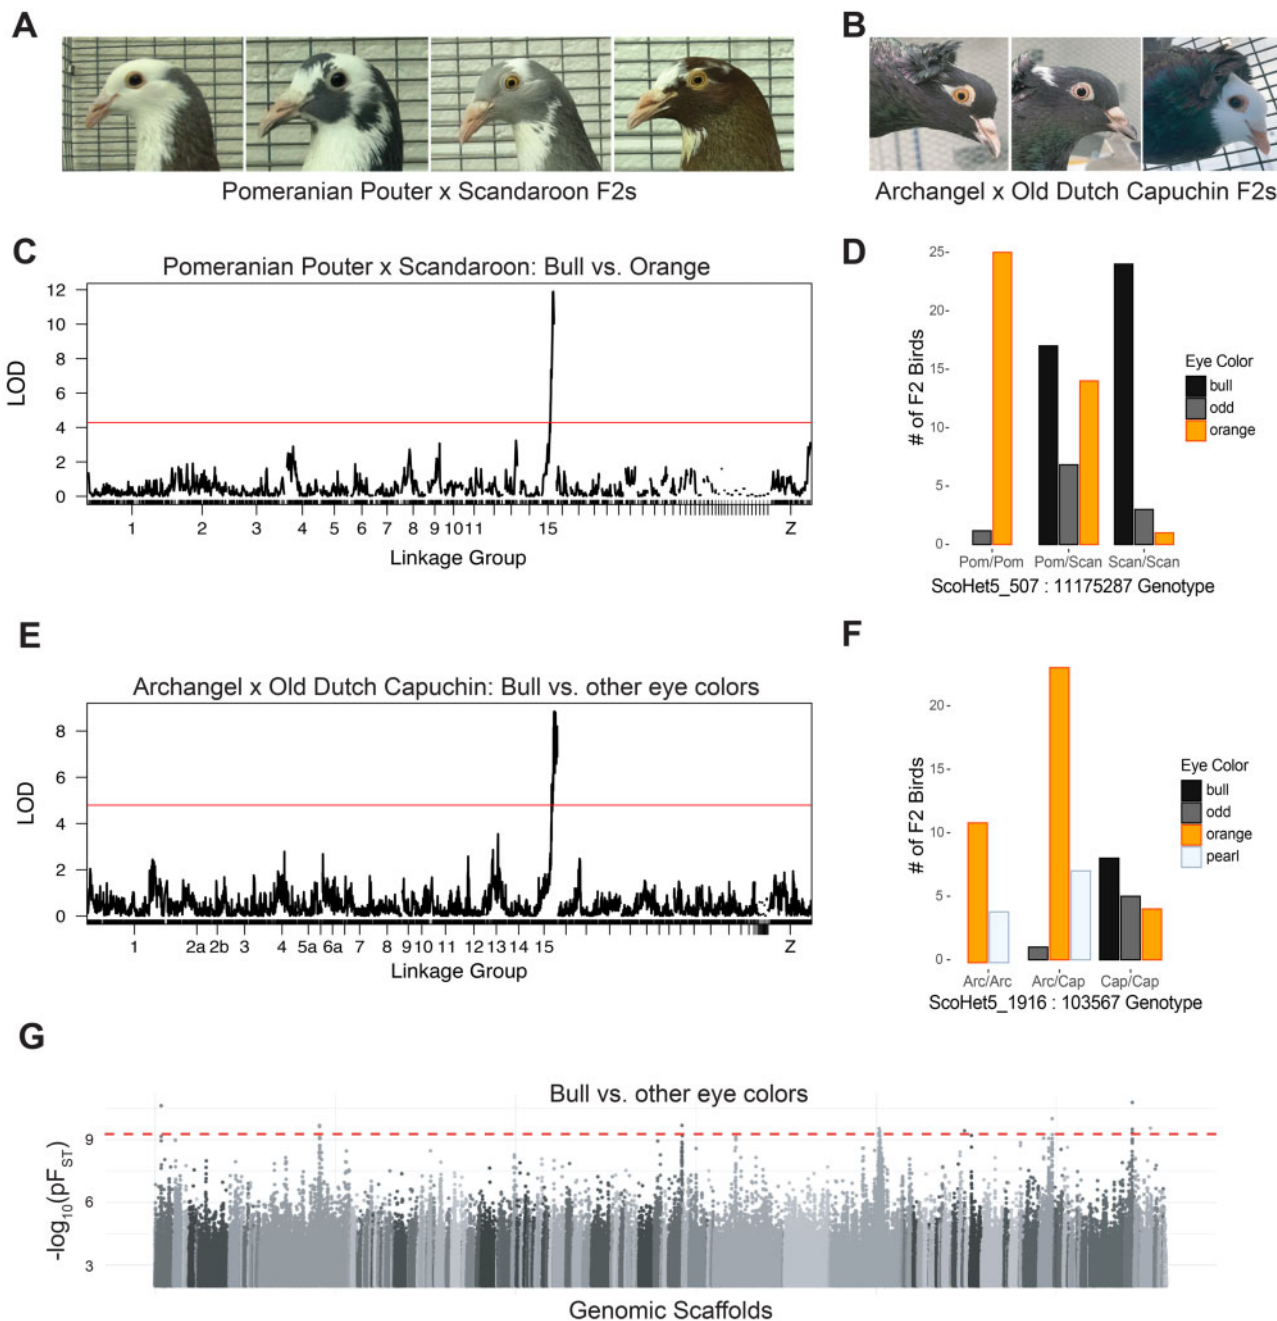 A
B
Pomeranian Pouter x Scandaroon F2s
Archangel x Old Dutch Capuchin F2s
C
Pomeranian Pouter x Scandaroon: Bull vs. Orange
LOD
12
10
8
6
4
2
0
1 2 3 4 5 6 7 8 9 10 11 15 Z
Linkage Group
D
# of F2 Birds
25-
20-
15-
10-
5-
0-
Pom/Pom Pom/Scan Scan/Scan
ScoHet5_507 : 11175287 Genotype
Eye Color
bull
odd
orange
E
Archangel x Old Dutch Capuchin: Bull vs. other eye colors
LOD
8
6
4
2
0
1 2a 2b 3 4 5a 6a 7 8 9 10 11 12 13 14 15 Z
Linkage Group
F
# of F2 Birds
20-
15-
10-
5-
0-
Arc/Arc Arc/Cap Cap/Cap
ScoHet5_1916 : 103567 Genotype
Eye Color
bull
odd
orange
pearl
G
Bull vs. other eye colors
-log10(pFST)
9
6
3
Genomic Scaffolds